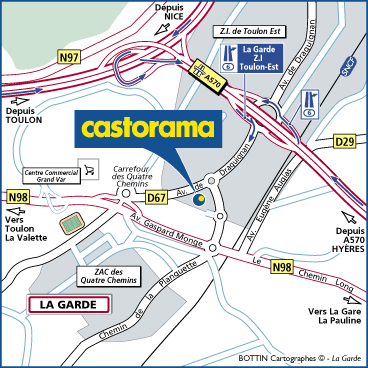 Depuis
NICE
Z.I. de Toulon Est
N97
La Garde
Z.I
Toulon-Est
6
Av. de Draguignan
SNCF
A570
6
Depuis
TOULON
castorama
D29
Centre Commercial
Grand Var
Carrefour
des Quatre
Chemins
Av. de Draguignan
N98
D67
Av. Eugène Augias
Vers
Toulon
La Valette
Av. Gaspard Monge
Depuis
A570
HYÈRES
ZAC des
Quatre Chemins
Le Chemin Long
N98
LA GARDE
Chemin de la Planquette
Vers La Gare
La Pauline
BOTTIN Cartographes © - La Garde